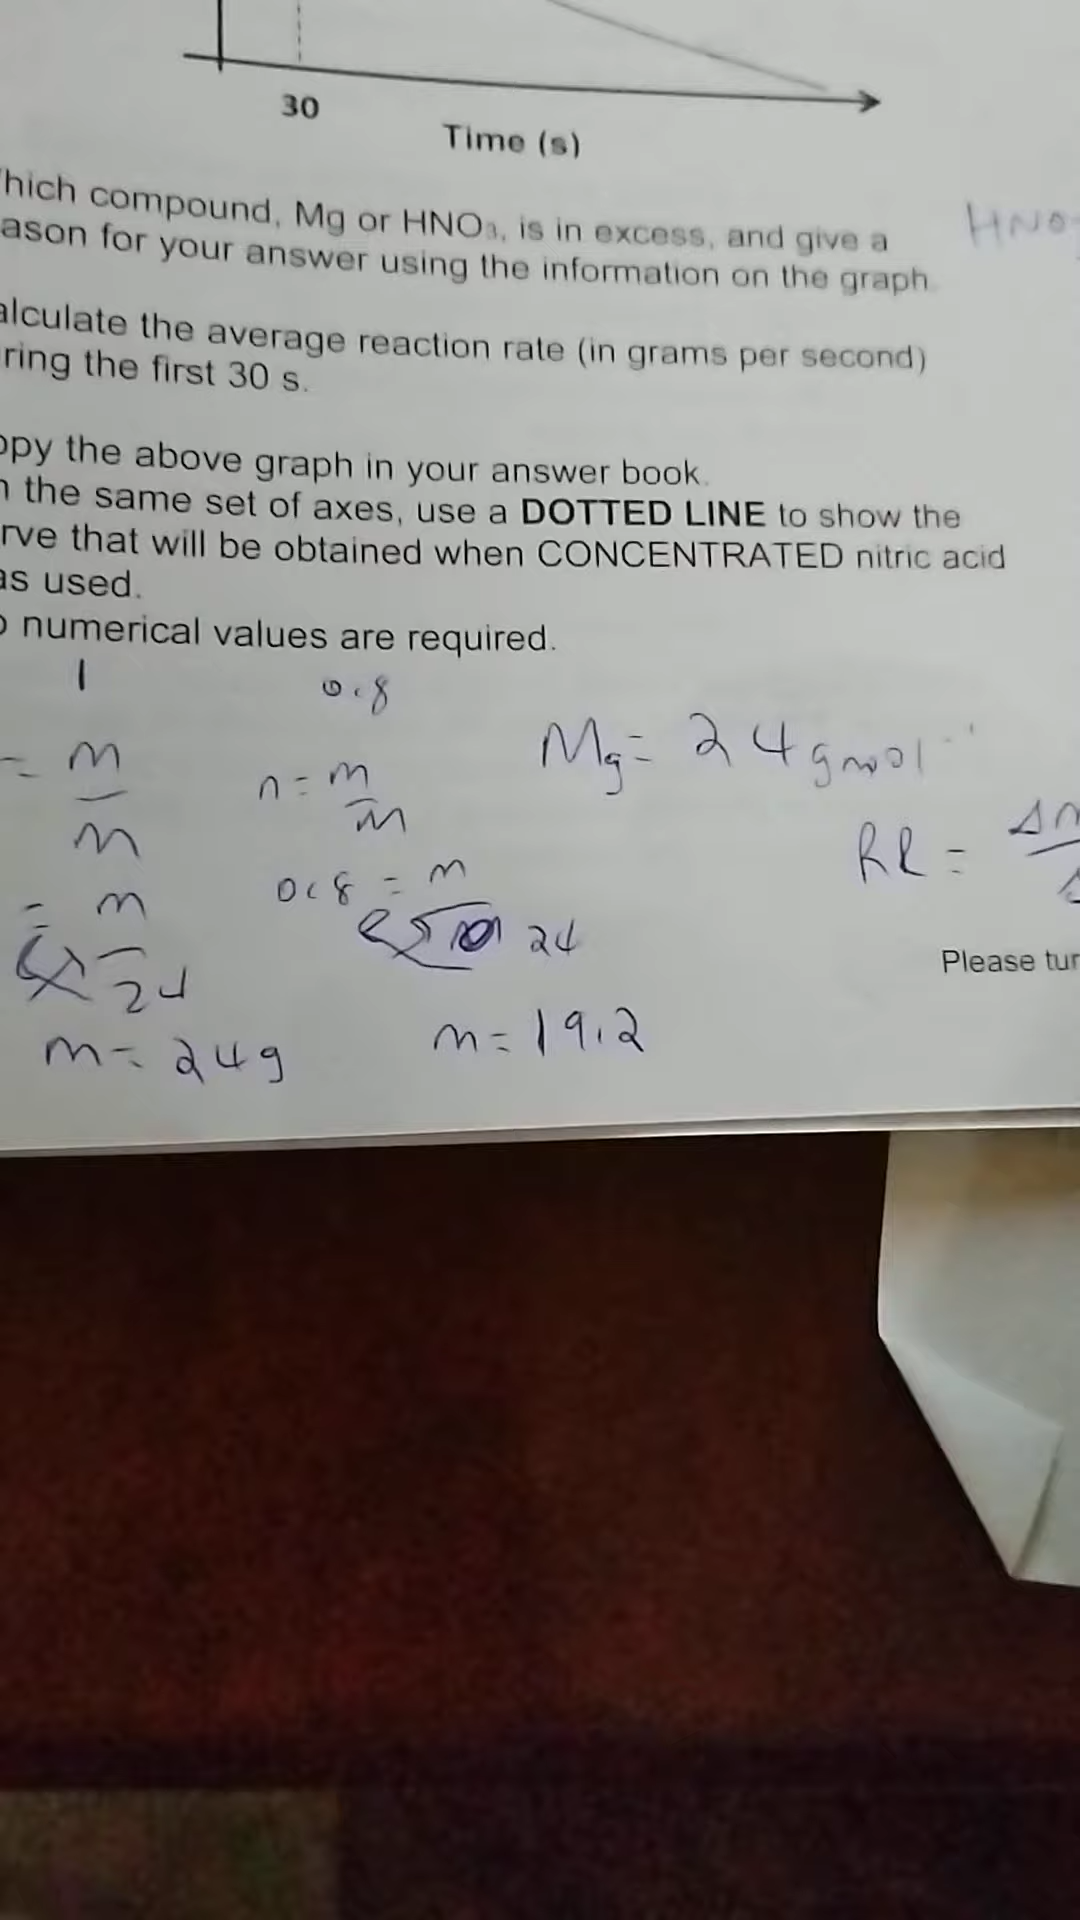 30
Time (s)
hich compound, Mg or HNO3, is in excess, and give a
HNO
ason for your answer using the information on the graph.
alculate the average reaction rate (in grams per second)
ring the first 30 s.
opy the above graph in your answer book.
n the same set of axes, use a DOTTED LINE to show the
rve that will be obtained when CONCENTRATED nitric acid
as used.
o numerical values are required.
1
0.8
= m
M
n = m
M
Mg = 24 g mol-1
RR = Δ
= m
24
0.8 = m
24
Please tur
m = 24g
m = 19.2